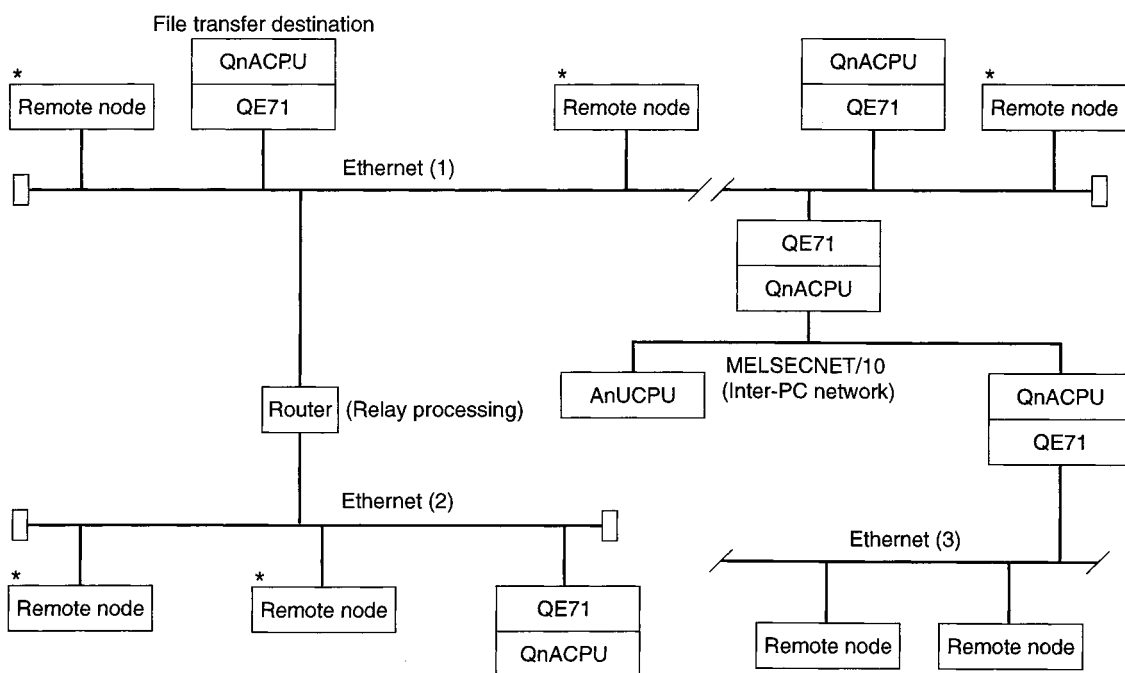 File transfer destination
*
Remote node
QnACPU
QE71
*
Remote node
QnACPU
QE71
*
Remote node
Ethernet (1)
QE71
QnACPU
MELSECNET/10
(Inter-PC network)
AnUCPU
QnACPU
QE71
Router
(Relay processing)
Ethernet (2)
Ethernet (3)
*
Remote node
*
Remote node
QE71
QnACPU
Remote node
Remote node